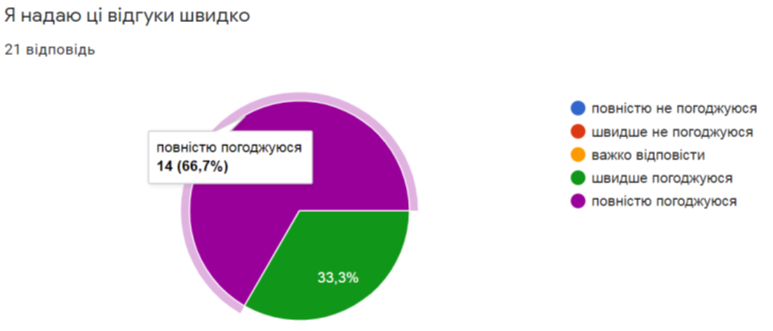 Я надаю ці відгуки швидко
21 відповідь
повністю погоджуюся
14 (66,7%)
33,3%
повністю не погоджуюся
швидше не погоджуюся
важко відповісти
швидше погоджуюся
повністю погоджуюся